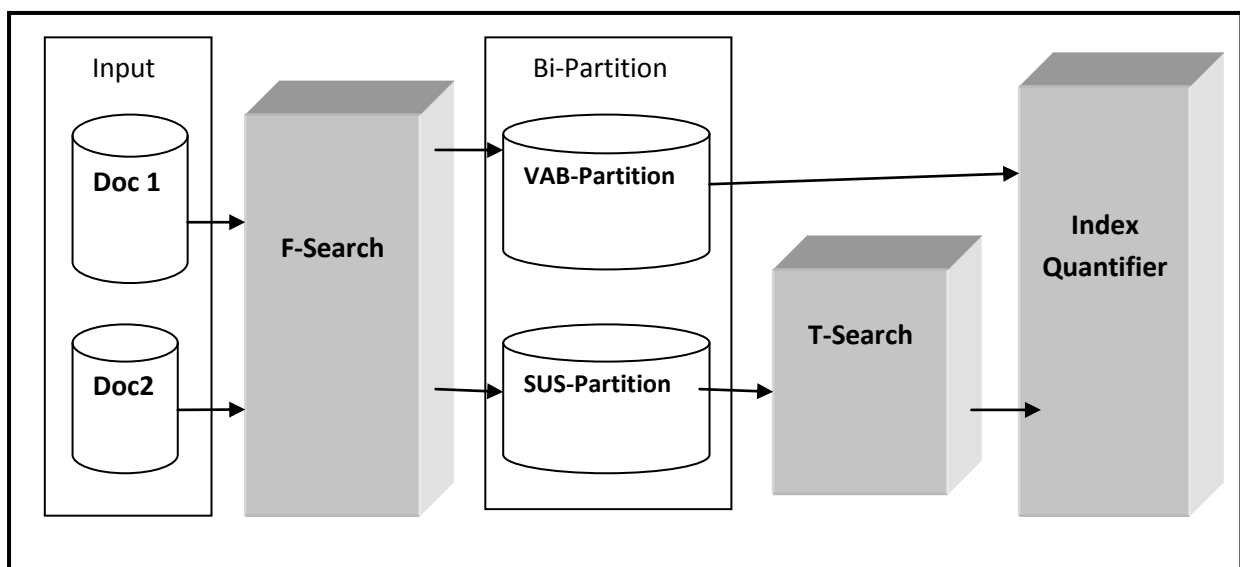 Input
Doc 1
Doc2
F-Search
Bi-Partition
VAB-Partition
SUS-Partition
T-Search
Index
Quantifier